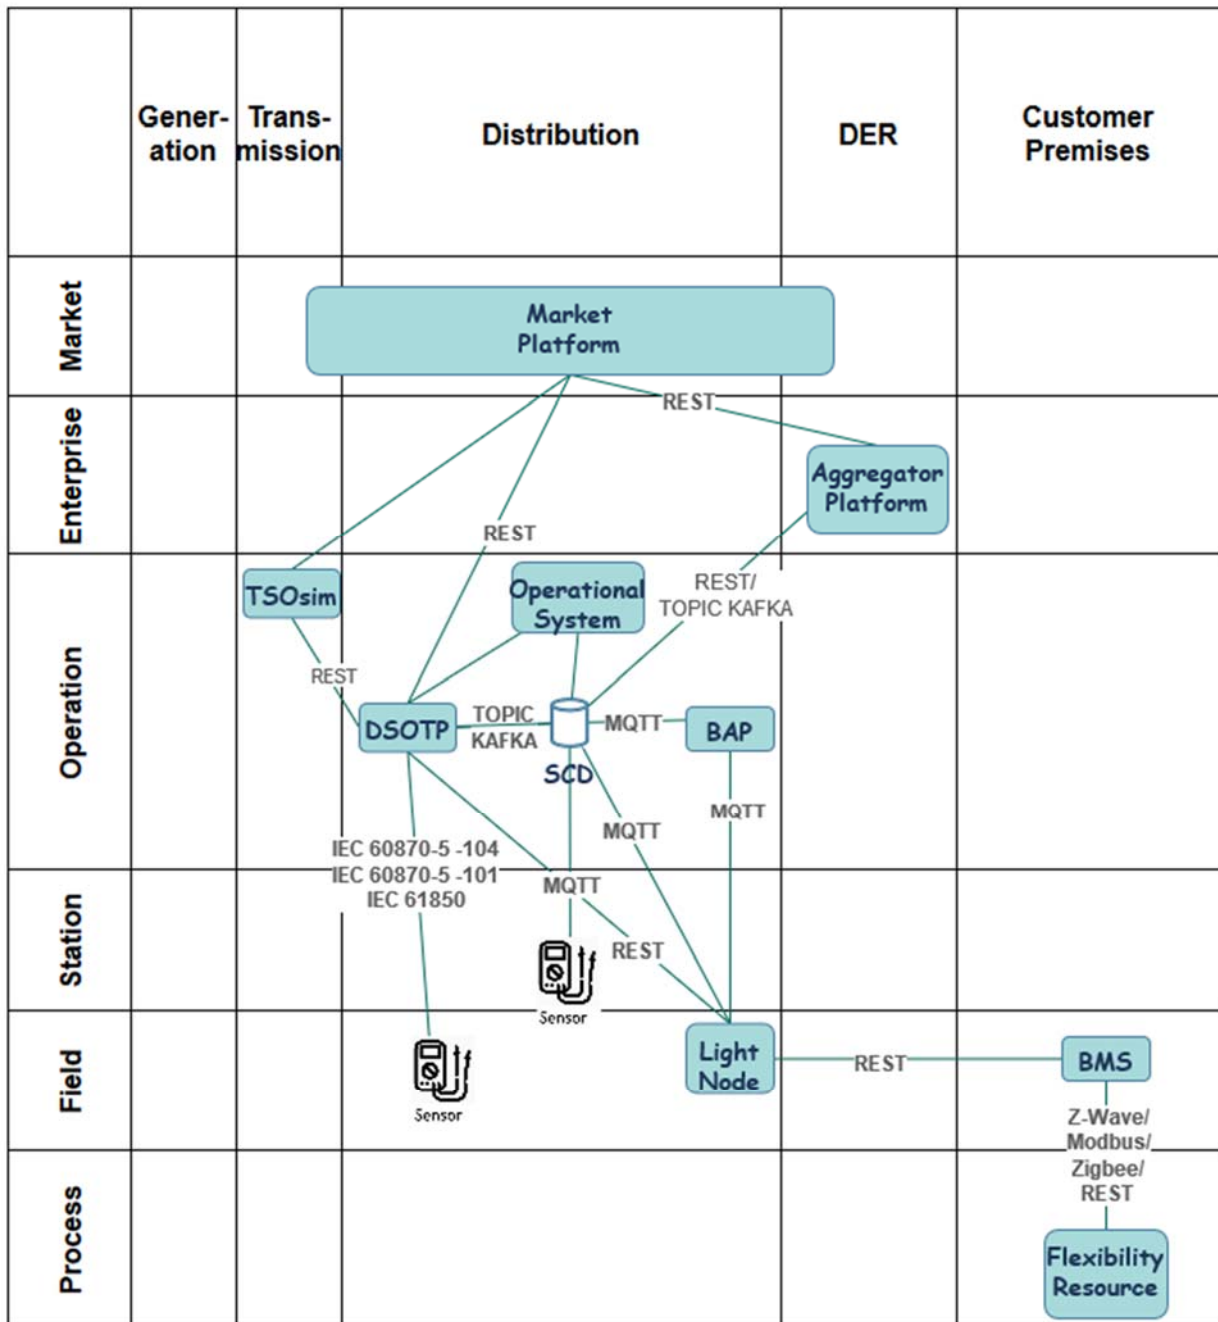 Gener-
ation
Trans-
mission
Distribution
DER
Customer
Premises
Market
Market
Platform
REST
Enterprise
Aggregator
Platform
REST
Operation
TSOsim
Operational
System
REST/
TOPIC KAFKA
REST
DSOTP
TOPIC
KAFKA
MQTT
BAP
SCD
MQTT
MQTT
IEC 60870-5 -104
IEC 60870-5 -101
IEC 61850
MQTT
Station
REST
Sensor
Field
Light
Node
REST
BMS
Sensor
Z-Wave/
Modbus/
Zigbee/
REST
Process
Flexibility
Resource